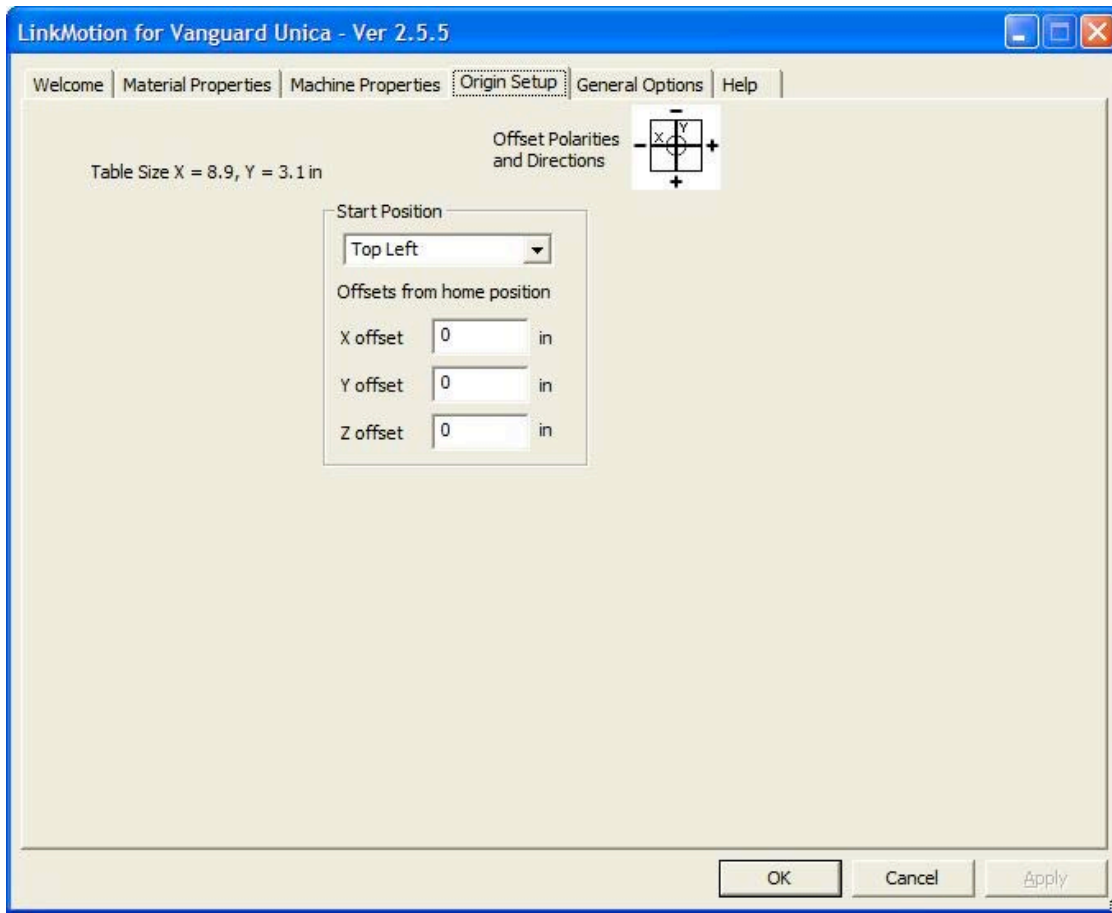 LinkMotion for Vanguard Unica - Ver 2.5.5
Welcome Material Properties Machine Properties Origin Setup General Options Help
Offset Polarities
and Directions
-
Y
- X +
+
Table Size X = 8.9, Y = 3.1 in
Start Position
Top Left
Offsets from home position
X offset 0 in
Y offset 0 in
Z offset 0 in
OK Cancel Apply